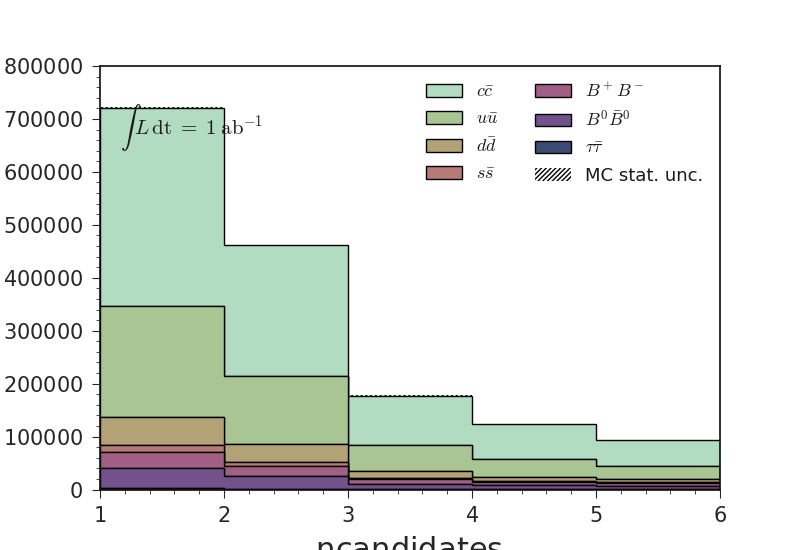 800000
700000
600000
500000
400000
300000
200000
100000
0
∫ L dt = 1 ab⁻¹
cc̄
uū
dd̄
ss̄
B⁺ B⁻
B⁰ B̄⁰
ττ̄
MC stat. unc.
1 2 3 4 5 6
ncandidates